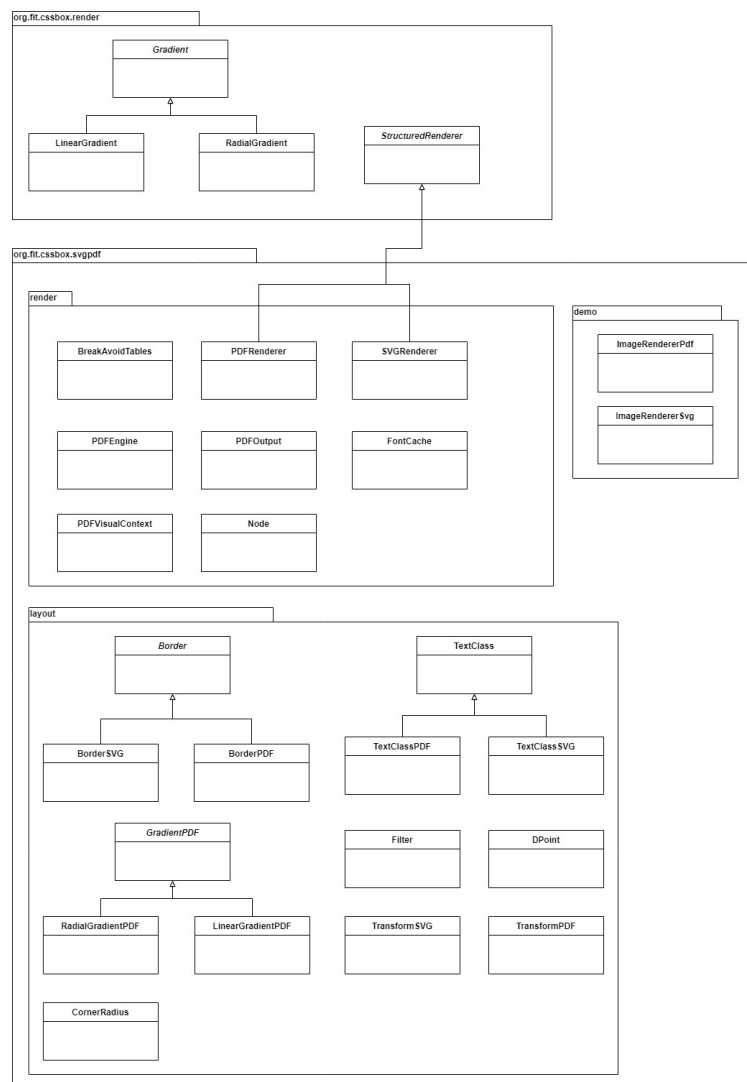 org.fit.cssbox.render
Gradient
LinearGradient
RadialGradient
StructuredRenderer
org.fit.cssbox.svgpdf
render
BreakAvoidTables
PDFRenderer
SVGRenderer
PDFEngine
PDFOutput
FontCache
PDFVisualContext
Node
demo
ImageRendererPdf
ImageRendererSvg
layout
Border
TextClass
BorderSVG
BorderPDF
TextClassPDF
TextClassSVG
GradientPDF
Filter
DPoint
RadialGradientPDF
LinearGradientPDF
TransformSVG
TransformPDF
CornerRadius